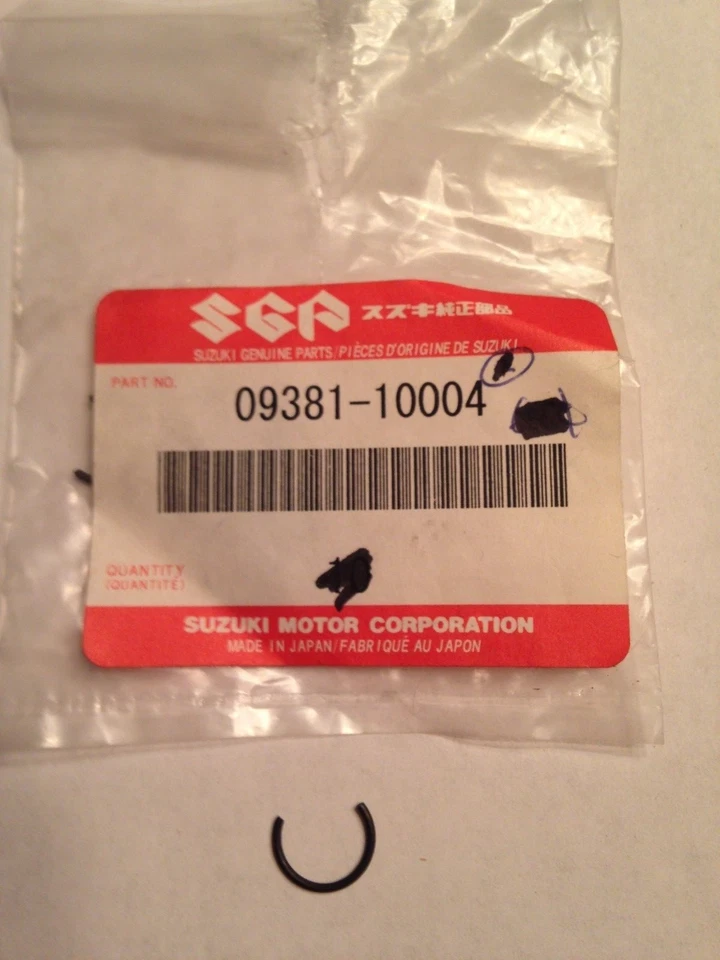 SGP スズキ純正部品
SUZUKI GENUINE PARTS/PIÈCES D'ORIGINE DE SUZUKI
PART NO.
09381-10004
QUANTITY
(QUANTITÉ)
SUZUKI MOTOR CORPORATION
MADE IN JAPAN/FABRIQUÉ AU JAPON